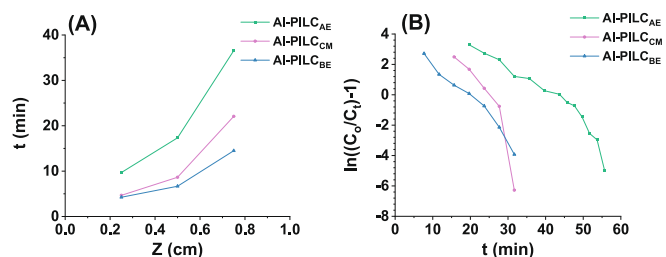 (A)
Al-PILCAE
Al-PILCCM
Al-PILCBE
t (min)
40
30
20
10
0
0.0 0.2 0.4 0.6 0.8 1.0
Z (cm)
(B)
Al-PILCAE
Al-PILCCM
Al-PILCBE
ln((Co/Ct)-1)
4
2
0
-2
-4
-6
-8
0 10 20 30 40 50 60
t (min)